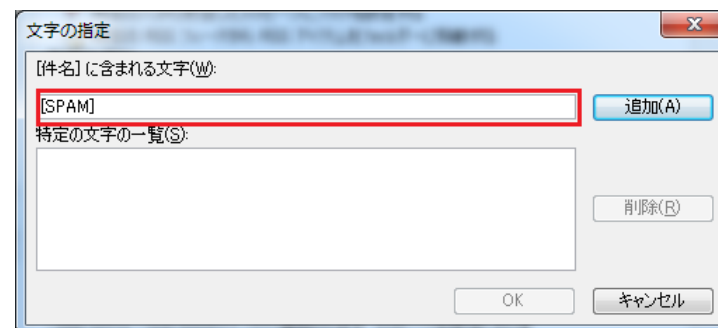 文字の指定
[件名] に含まれる文字(W):
[SPAM]
追加(A)
特定の文字の一覧(S):
削除(R)
OK
キャンセル